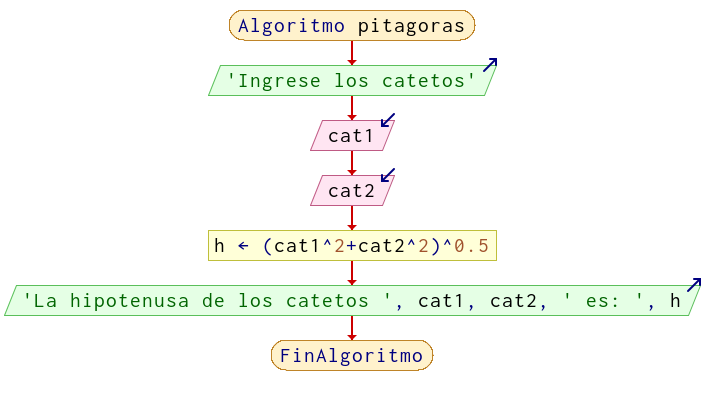 Algoritmo pitagoras
'Ingrese los catetos'
cat1
cat2
h ← (cat1^2+cat2^2)^0.5
'La hipotenusa de los catetos ', cat1, cat2, ' es: ', h
FinAlgoritmo